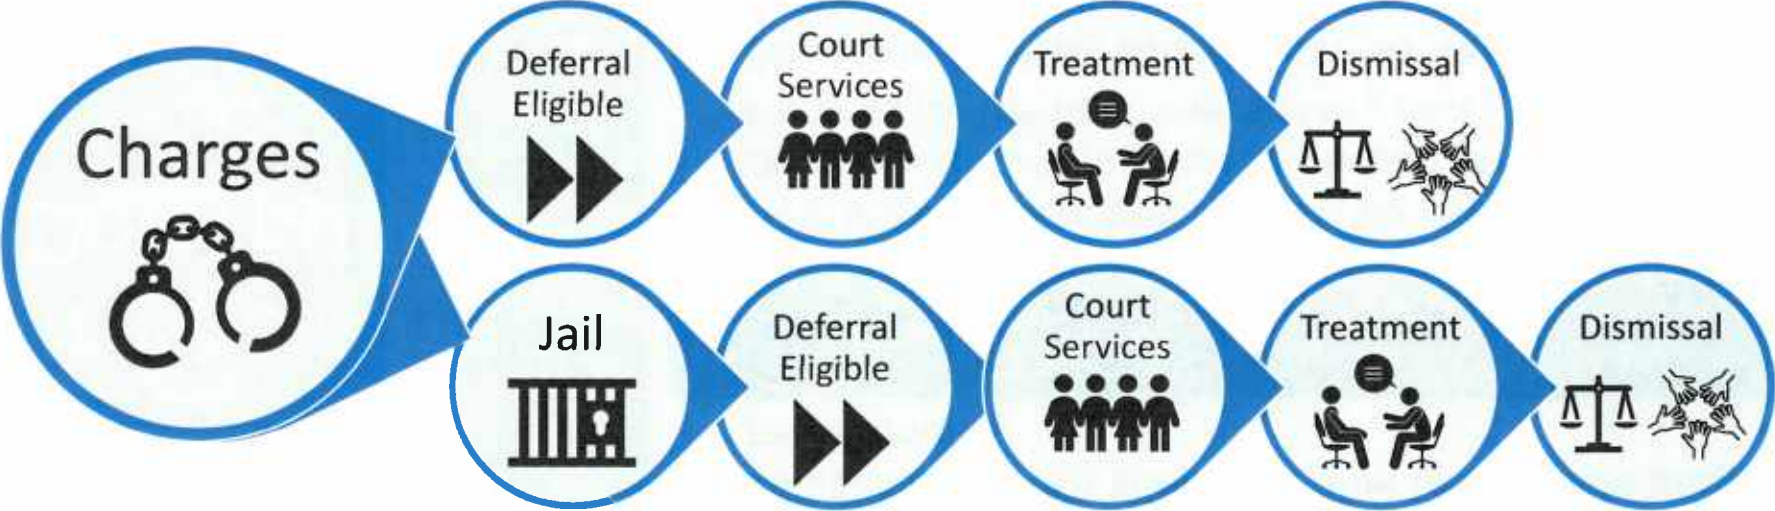 Charges
Deferral
Eligible
Court
Services
Treatment
Dismissal
Jail
Deferral
Eligible
Court
Services
Treatment
Dismissal